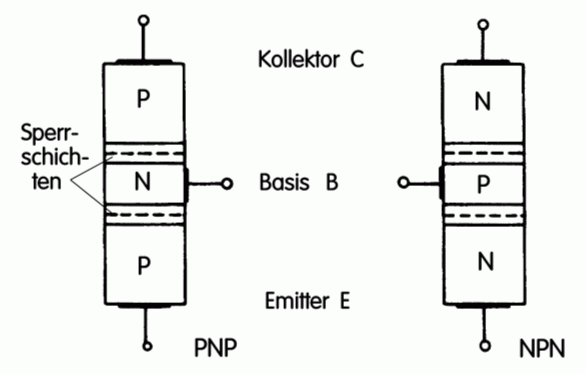 Kollektor C
P
N
Sperr-
schich-
ten
N
Basis B
P
P
N
Emitter E
PNP
NPN